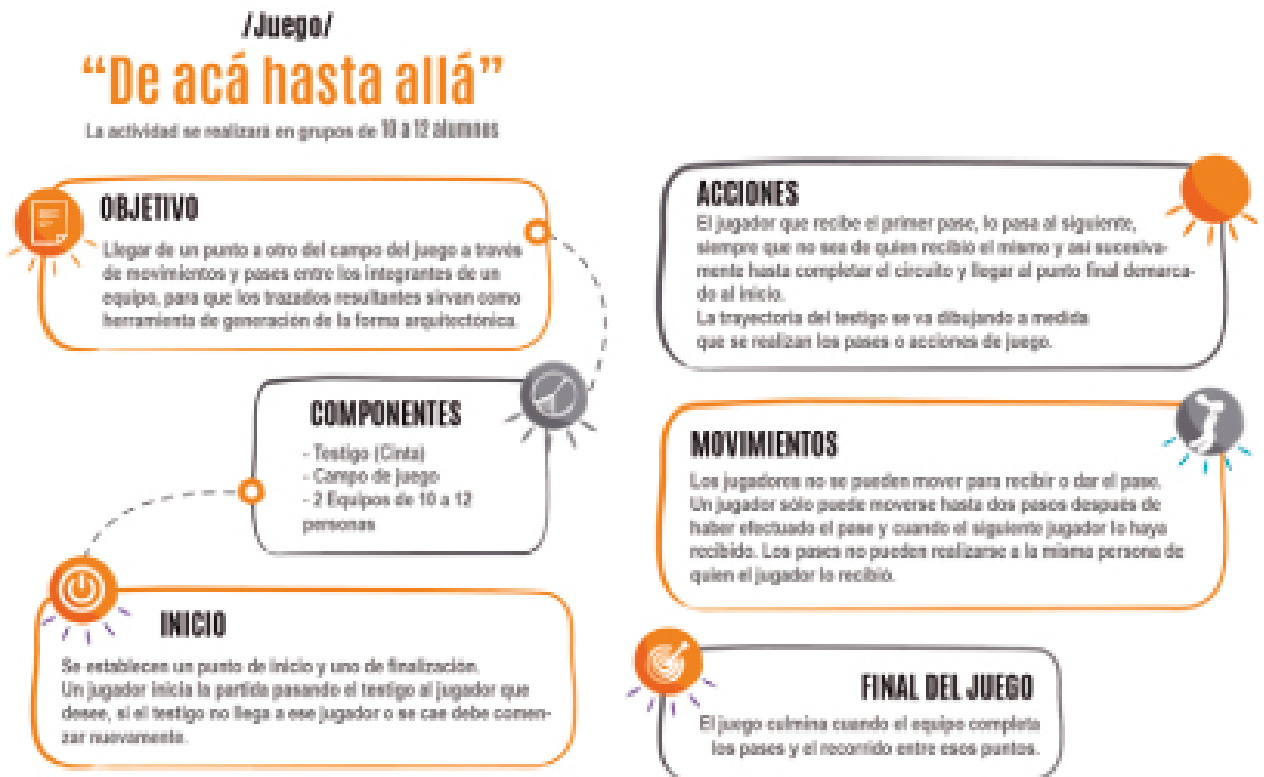 /Juego/
“De acá hasta allá”
La actividad se realizará en grupos de 10 a 12 alumnos
OBJETIVO
Llegar de un punto a otro del campo del juego a través
de movimientos y pases entre los integrantes de un
equipo, para que los trazados resultantes sirvan como
herramienta de generación de la forma arquitectónica.
COMPONENTES
- Testigo (Cinta)
- Campo de juego
- 2 Equipos de 10 a 12
personas
INICIO
Se establecen un punto de inicio y uno de finalización.
Un jugador inicia la partida pasando el testigo al jugador que
desee, si el testigo no llega a ese jugador o se cae debe comen-
zar nuevamente.
ACCIONES
El jugador que recibe el primer pase, lo pasa al siguiente,
siempre que no sea de quien recibió el mismo y así sucesiva-
mente hasta completar el circuito y llegar al punto final demarca-
do al inicio.
La trayectoria del testigo se va dibujando a medida
que se realizan los pases o acciones de juego.
MOVIMIENTOS
Los jugadores no se pueden mover para recibir o dar el pase.
Un jugador sólo puede moverse hasta dos pasos después de
haber efectuado el pase y cuando el siguiente jugador lo haya
recibido. Los pases no pueden realizarse a la misma persona de
quien el jugador lo recibió.
FINAL DEL JUEGO
El juego culmina cuando el equipo completa
los pases y el recorrido entre esos puntos.